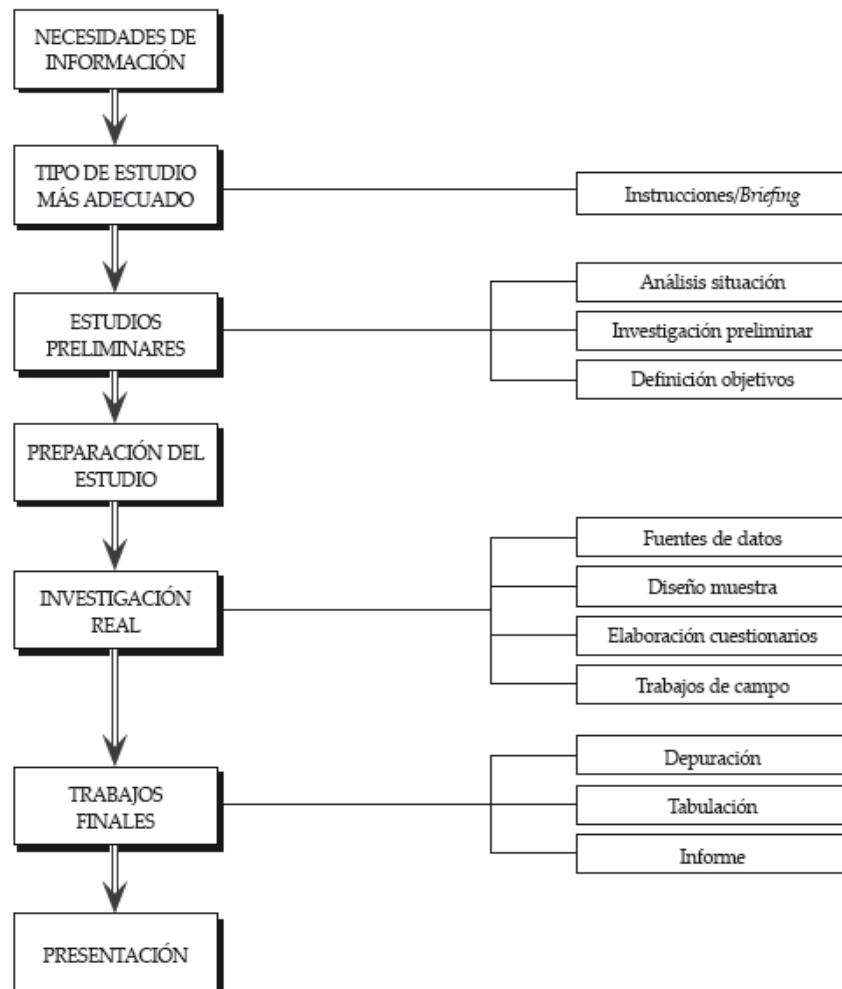 NECESIDADES DE
INFORMACIÓN
TIPO DE ESTUDIO
MÁS ADECUADO
Instrucciones/Briefing
ESTUDIOS
PRELIMINARES
Análisis situación
Investigación preliminar
Definición objetivos
PREPARACIÓN DEL
ESTUDIO
INVESTIGACIÓN
REAL
Fuentes de datos
Diseño muestra
Elaboración cuestionarios
Trabajos de campo
TRABAJOS
FINALES
Depuración
Tabulación
Informe
PRESENTACIÓN